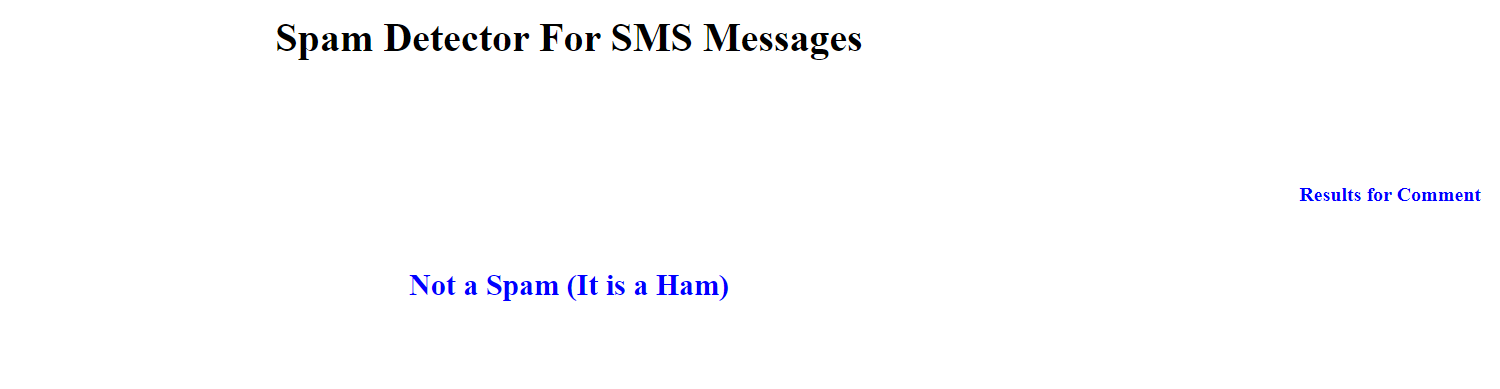 Spam Detector For SMS Messages
Results for Comment
Not a Spam (It is a Ham)